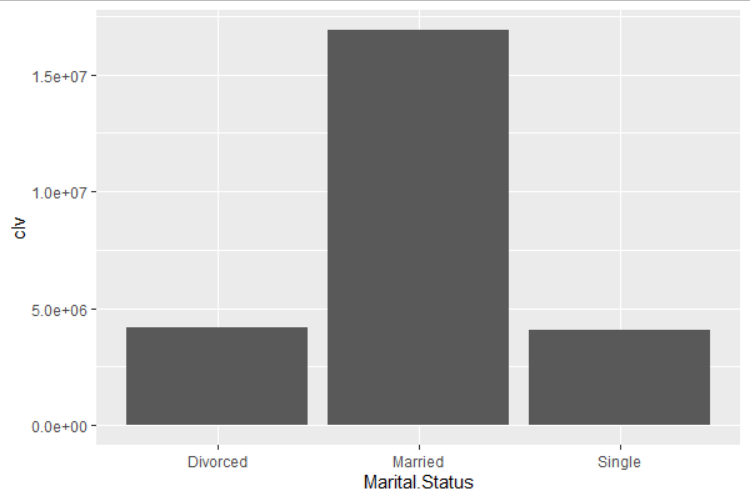 1.5e+07
1.0e+07
clv
5.0e+06
0.0e+00
Divorced Married Single
Marital.Status